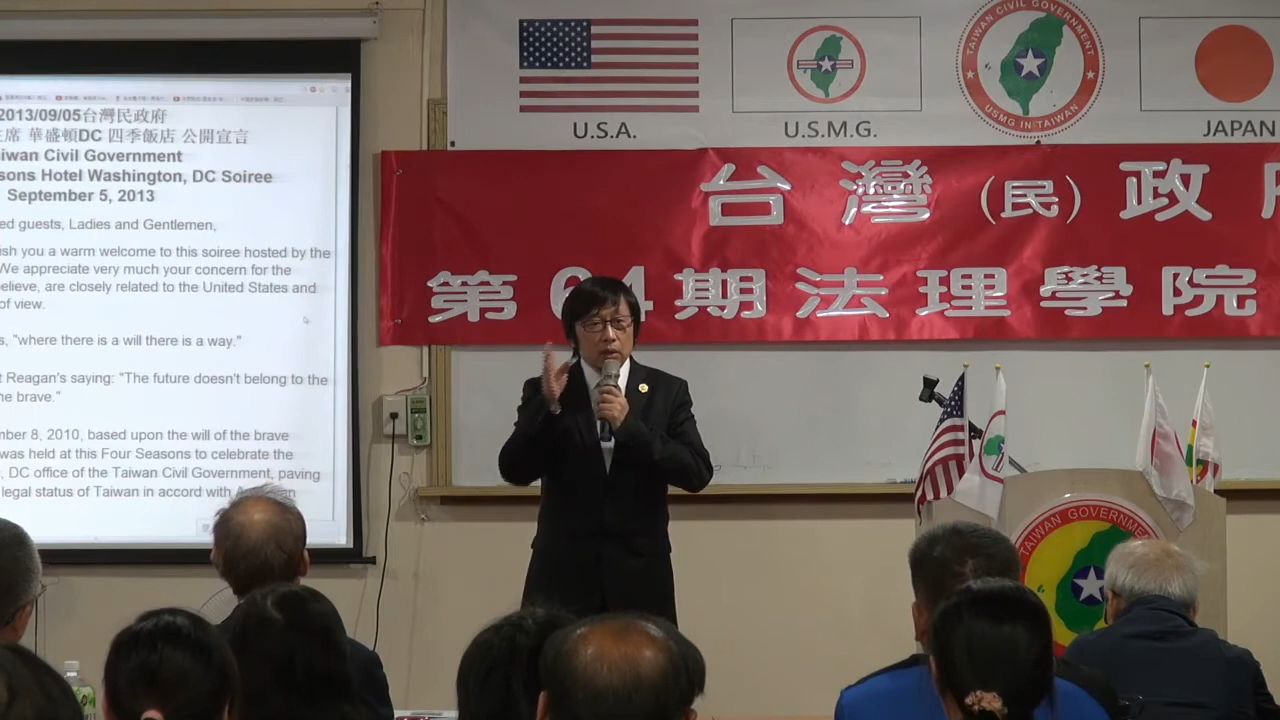 2013/09/05台灣民政府
主席 華盛頓DC 四季飯店 公開宣言
aiwan Civil Government
sons Hotel Washington, DC Soiree
September 5, 2013
ed guests, Ladies and Gentlemen,
ish you a warm welcome to this soiree hosted by the
We appreciate very much your concern for the
elieve, are closely related to the United States and
of view.
s, "where there is a will there is a way."
t Reagan's saying: "The future doesn't belong to the
he brave."
mber 8, 2010, based upon the will of the brave
was held at this Four Seasons to celebrate the
, DC office of the Taiwan Civil Government, paving
legal status of Taiwan in accord with
U.S.A.
U.S.M.G.
TAIWAN CIVIL GOVERNMENT
USMG IN TAIWAN
JAPAN
台灣(民)政府
第64期法理學院
TAIWAN GOVERNMENT